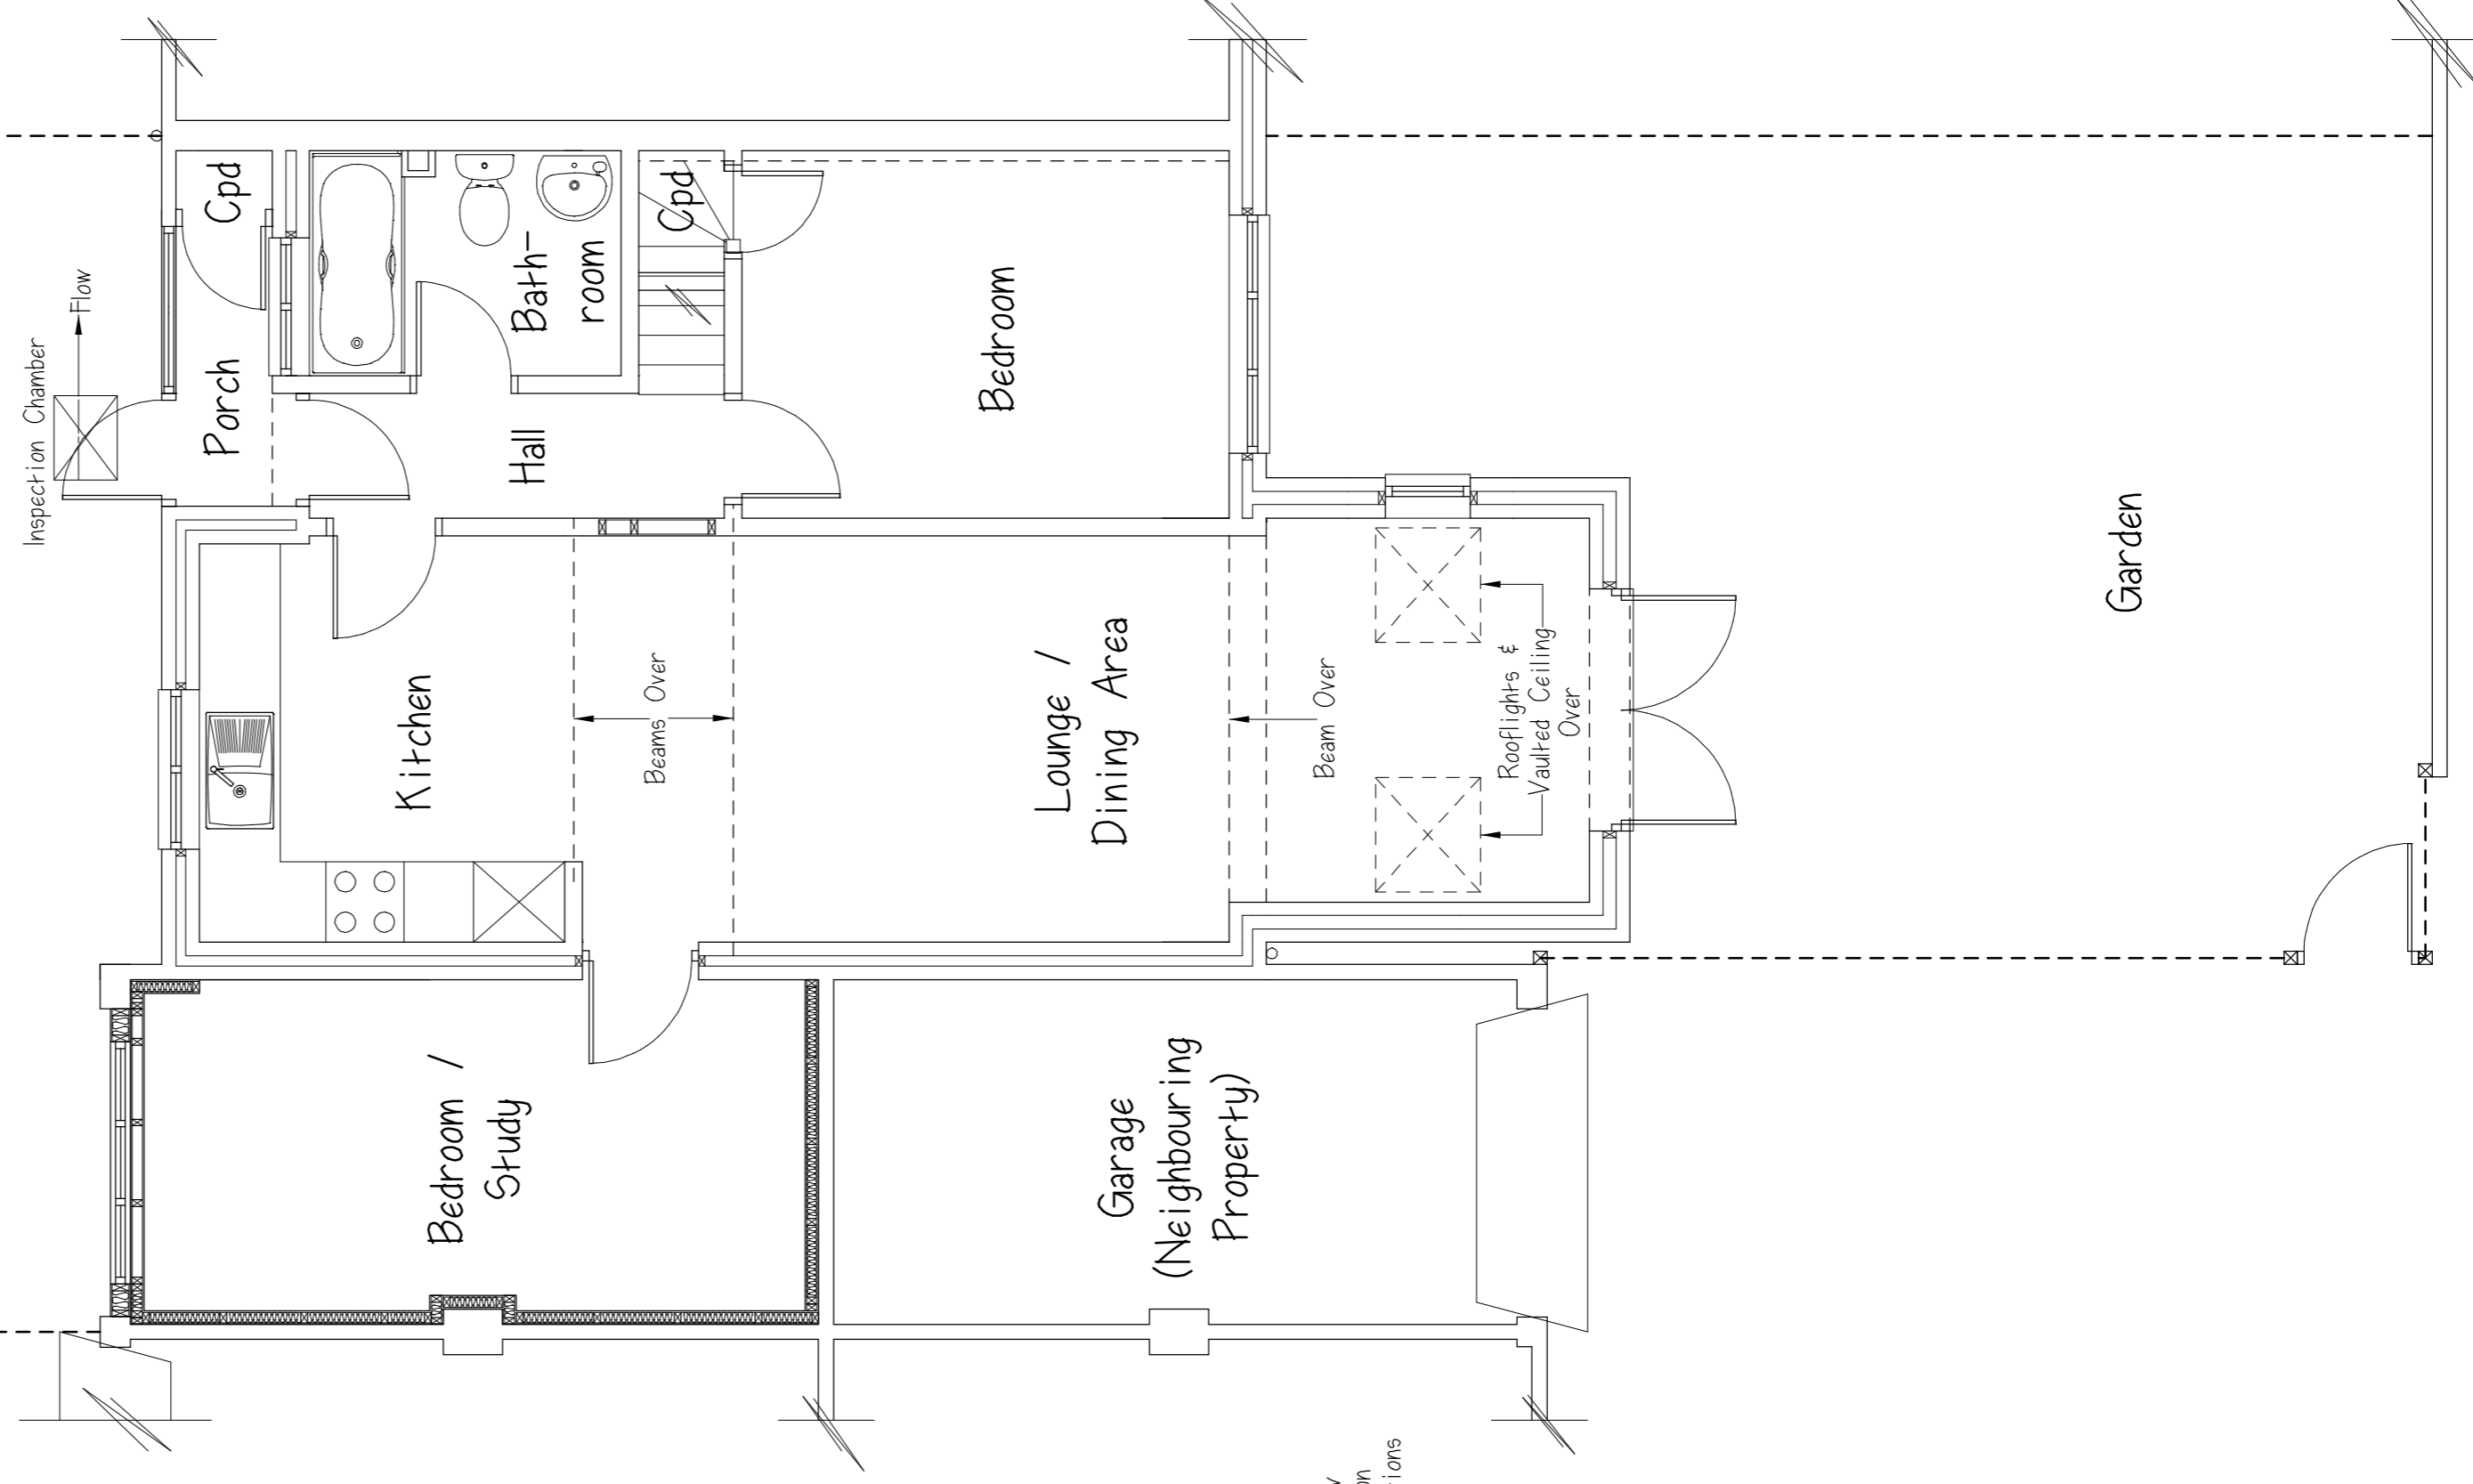 Inspection Chamber
Flow
Porch
Cpd
Bath-
room
Cpd
Hall
Bedroom
Kitchen
Beams Over
Lounge /
Dining Area
Beam Over
Rooflights &
Vaulted Ceiling
Over
Garden
Bedroom /
Study
Garage
(Neighbouring
Property)